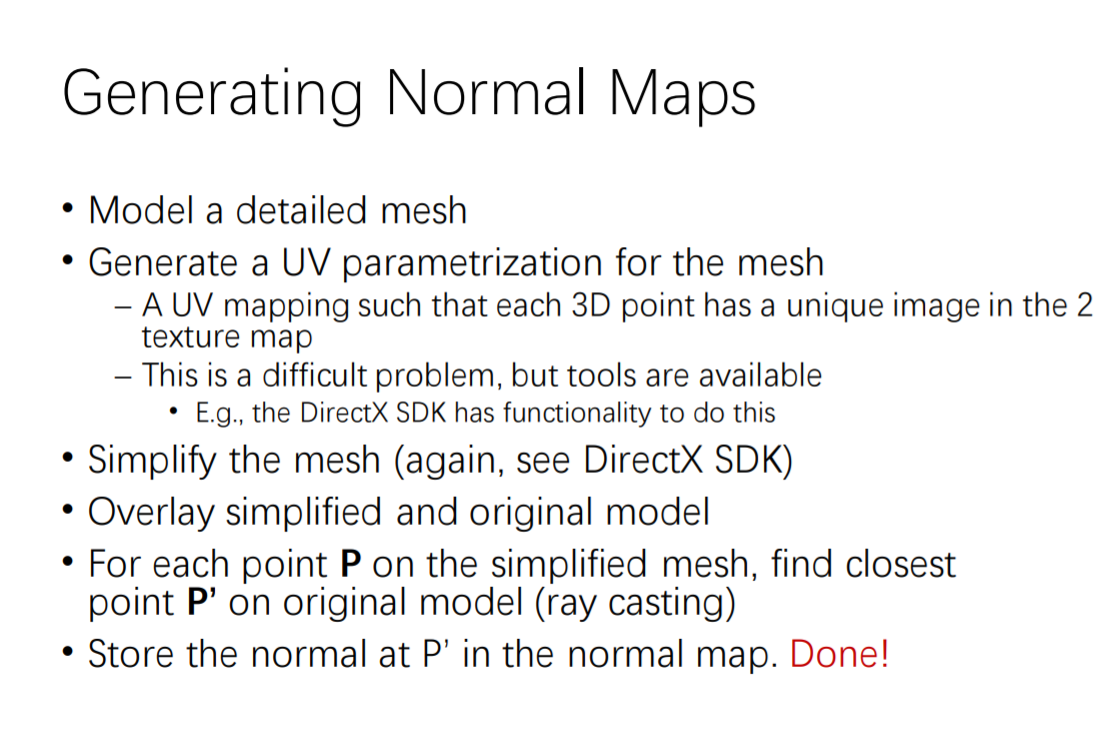 Generating Normal Maps
• Model a detailed mesh
• Generate a UV parametrization for the mesh
– A UV mapping such that each 3D point has a unique image in the 2
texture map
– This is a difficult problem, but tools are available
• E.g., the DirectX SDK has functionality to do this
• Simplify the mesh (again, see DirectX SDK)
• Overlay simplified and original model
• For each point P on the simplified mesh, find closest
point P’ on original model (ray casting)
• Store the normal at P’ in the normal map. Done!